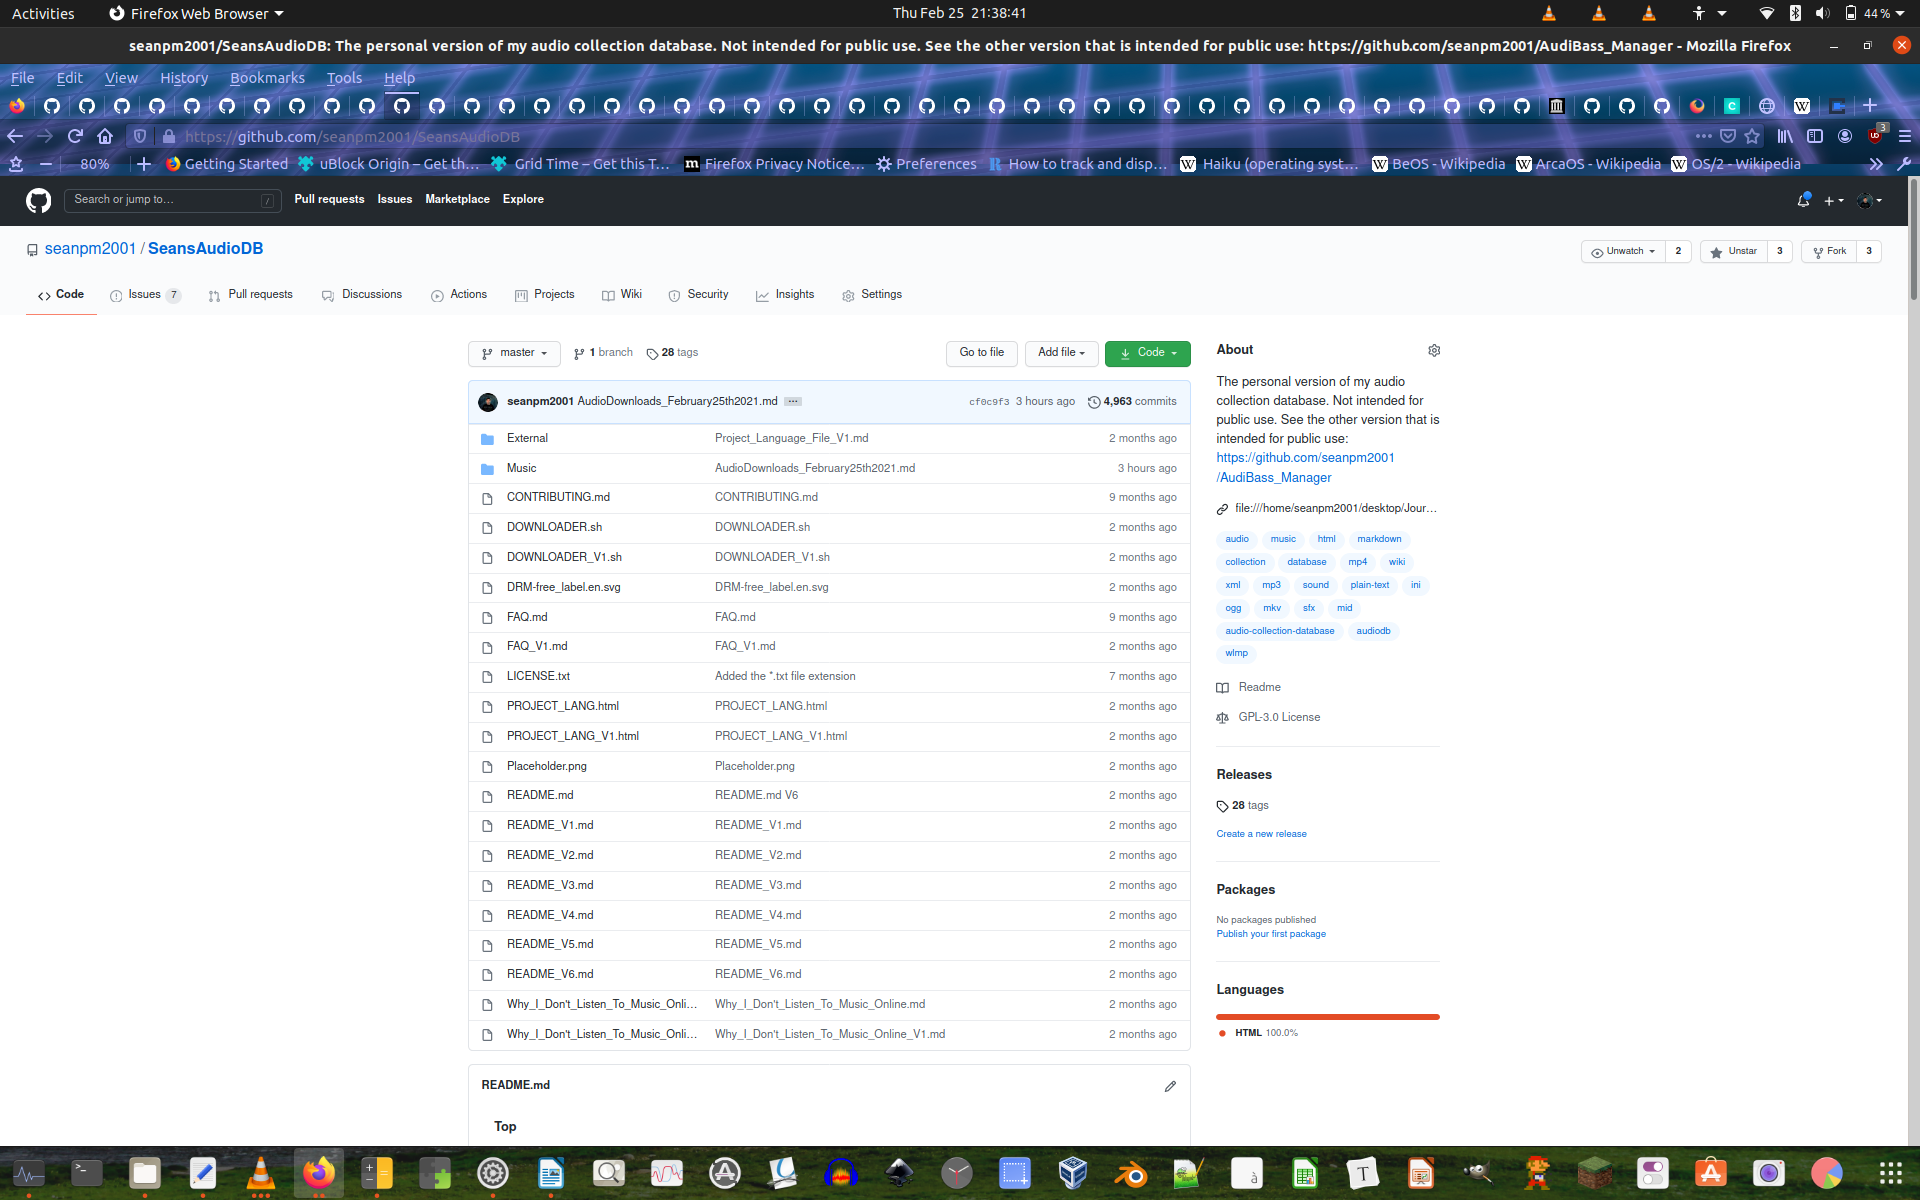 Activities
Firefox Web Browser
Thu Feb 25 21:38:41
44 %
seanpm2001/SeansAudioDB: The personal version of my audio collection database. Not intended for public use. See the other version that is intended for public use: https://github.com/seanpm2001/AudiBass_Manager - Mozilla Firefox
File Edit View History Bookmarks Tools Help
https://github.com/seanpm2001/SeansAudioDB
3
80%
Getting Started
uBlock Origin – Get th…
Grid Time – Get this T…
Firefox Privacy Notice…
Preferences
How to track and disp…
Haiku (operating syst…
BeOS - Wikipedia
ArcaOS - Wikipedia
OS/2 - Wikipedia
Search or jump to… /
Pull requests Issues Marketplace Explore
seanpm2001 / SeansAudioDB
Unwatch 2
Unstar 3
Fork 3
Code
Issues 7
Pull requests
Discussions
Actions
Projects
Wiki
Security
Insights
Settings
master
1 branch
28 tags
Go to file
Add file
Code
seanpm2001 AudioDownloads_February25th2021.md … cf0c9f3 3 hours ago 4,963 commits
External Project_Language_File_V1.md 2 months ago
Music AudioDownloads_February25th2021.md 3 hours ago
CONTRIBUTING.md CONTRIBUTING.md 9 months ago
DOWNLOADER.sh DOWNLOADER.sh 2 months ago
DOWNLOADER_V1.sh DOWNLOADER_V1.sh 2 months ago
DRM-free_label.en.svg DRM-free_label.en.svg 2 months ago
FAQ.md FAQ.md 9 months ago
FAQ_V1.md FAQ_V1.md 2 months ago
LICENSE.txt Added the *.txt file extension 7 months ago
PROJECT_LANG.html PROJECT_LANG.html 2 months ago
PROJECT_LANG_V1.html PROJECT_LANG_V1.html 2 months ago
Placeholder.png Placeholder.png 2 months ago
README.md README.md V6 2 months ago
README_V1.md README_V1.md 2 months ago
README_V2.md README_V2.md 2 months ago
README_V3.md README_V3.md 2 months ago
README_V4.md README_V4.md 2 months ago
README_V5.md README_V5.md 2 months ago
README_V6.md README_V6.md 2 months ago
Why_I_Don't_Listen_To_Music_Onli… Why_I_Don't_Listen_To_Music_Online.md 2 months ago
Why_I_Don't_Listen_To_Music_Onli… Why_I_Don't_Listen_To_Music_Online_V1.md 2 months ago
README.md
Top
About
The personal version of my audio
collection database. Not intended for
public use. See the other version that is
intended for public use:
https://github.com/seanpm2001
/AudiBass_Manager
file:///home/seanpm2001/desktop/Jour…
audio music html markdown
collection database mp4 wiki
xml mp3 sound plain-text ini
ogg mkv sfx mid
audio-collection-database audiodb
wlmp
Readme
GPL-3.0 License
Releases
28 tags
Create a new release
Packages
No packages published
Publish your first package
Languages
HTML 100.0%